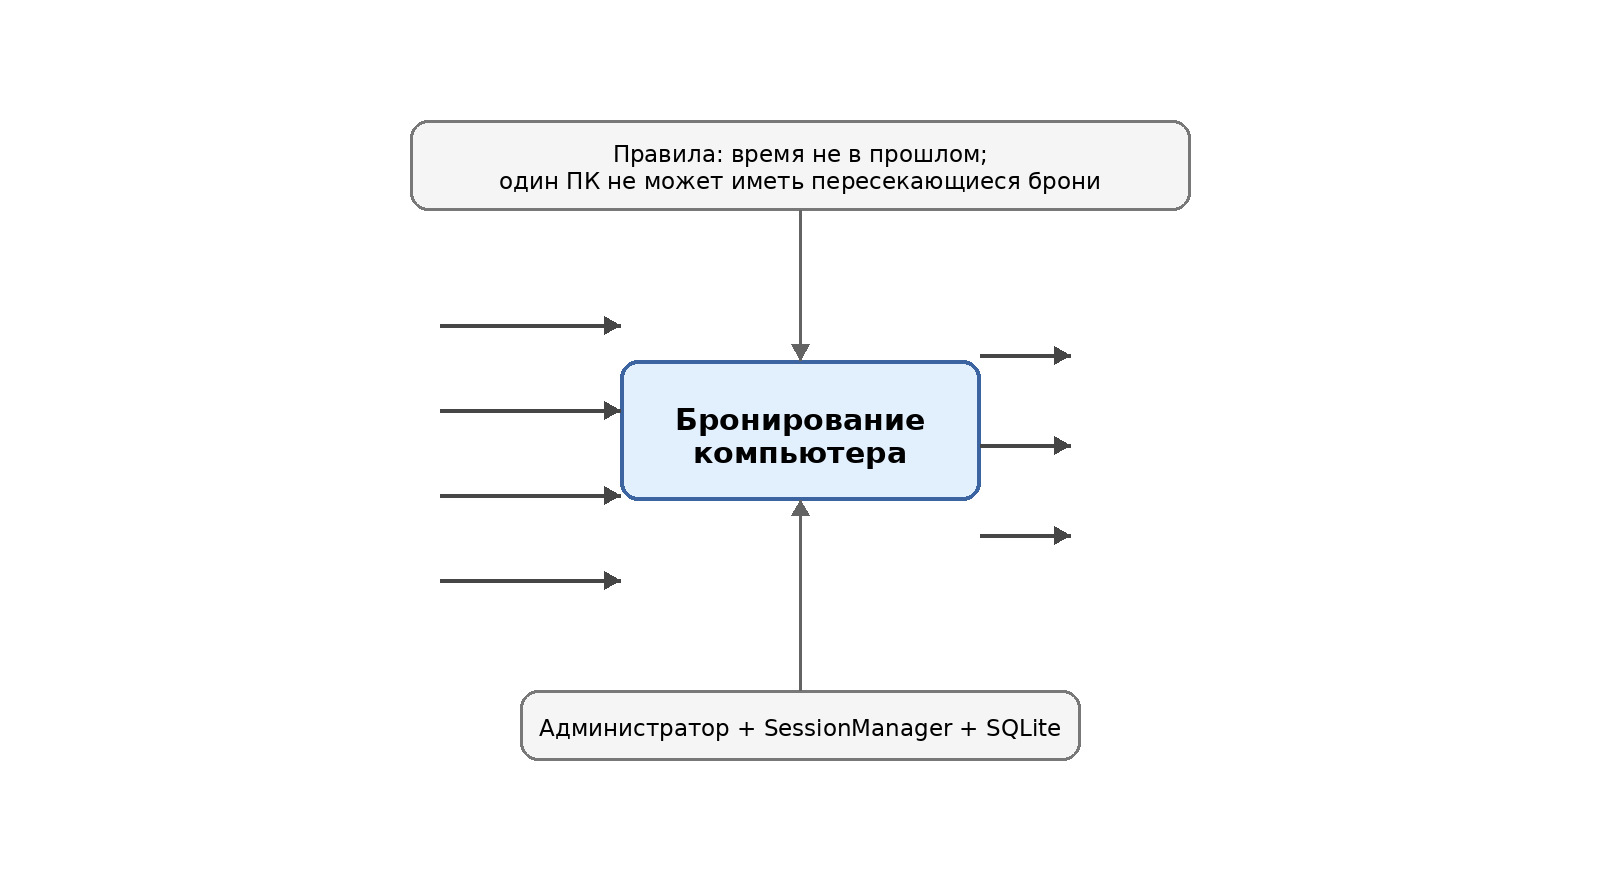 Правила: время не в прошлом;
один ПК не может иметь пересекающиеся брони
Бронирование
компьютера
Администратор + SessionManager + SQLite